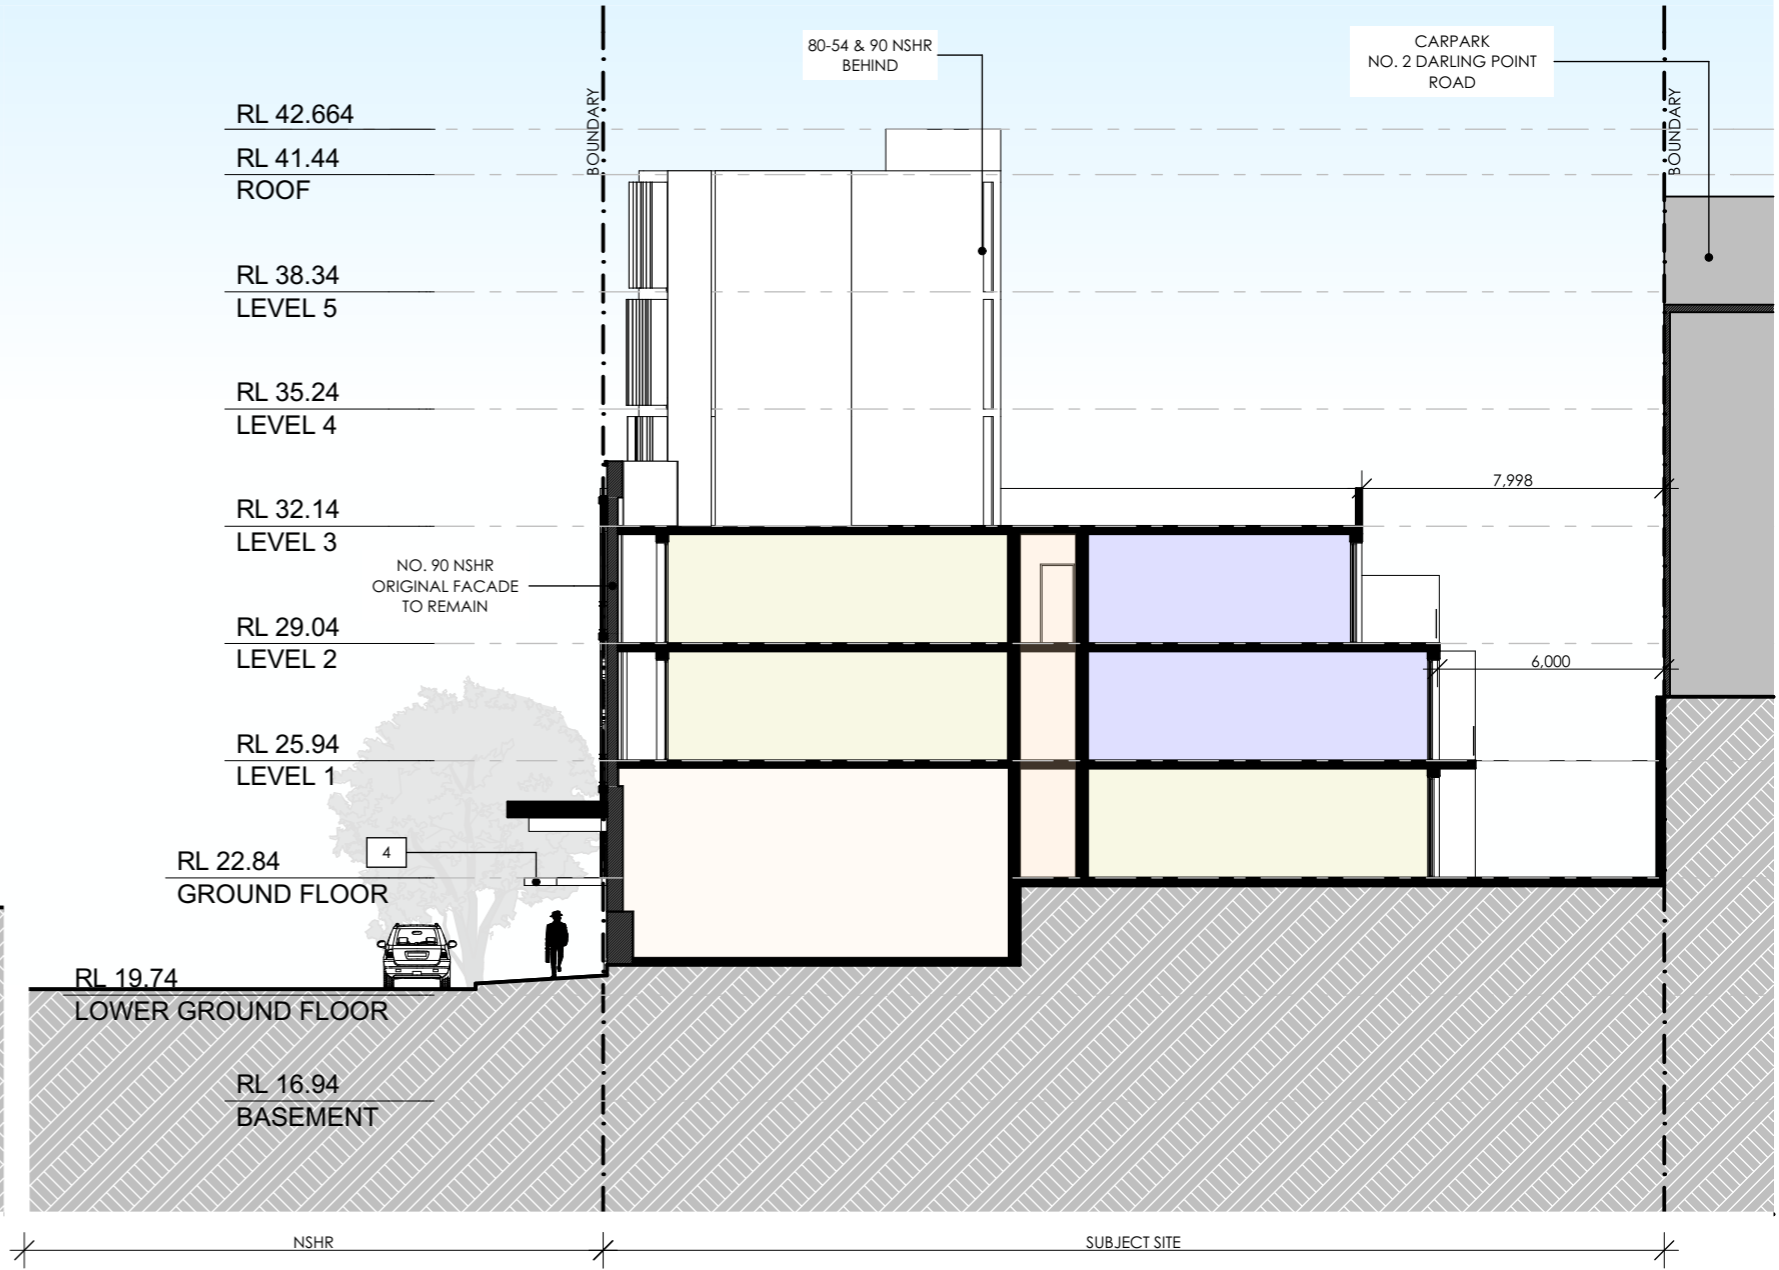 80-54 & 90 NSHR
BEHIND
CARPARK
NO. 2 DARLING POINT
ROAD
BOUNDARY
BOUNDARY
RL 42.664
RL 41.44
ROOF
RL 38.34
LEVEL 5
RL 35.24
LEVEL 4
7,998
RL 32.14
LEVEL 3
NO. 90 NSHR
ORIGINAL FACADE
TO REMAIN
RL 29.04
LEVEL 2
6,000
RL 25.94
LEVEL 1
4
RL 22.84
GROUND FLOOR
RL 19.74
LOWER GROUND FLOOR
RL 16.94
BASEMENT
NSHR
SUBJECT SITE